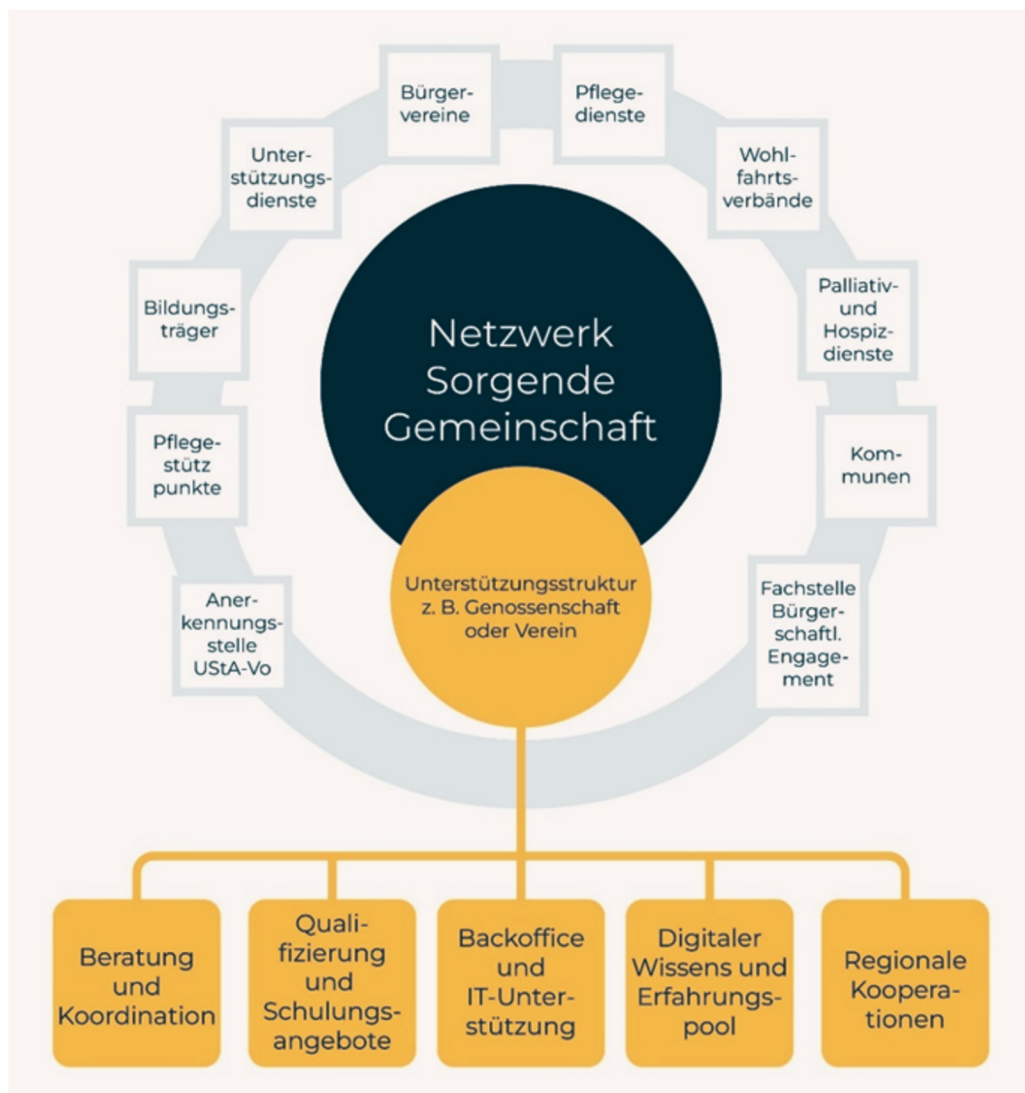 Bürger-
vereine
Pflege-
dienste
Unter-
stützungs-
dienste
Wohl-
fahrts-
verbände
Bildungs-
träger
Palliativ-
und
Hospiz-
dienste
Netzwerk
Sorgende
Gemeinschaft
Pflege-
stütz
punkte
Kom-
munen
Aner-
kennungs-
stelle
UStA-Vo
Unterstützungsstruktur
z. B. Genossenschaft
oder Verein
Fachstelle
Bürger-
schaftl.
Engage-
ment
Beratung
und
Koordination
Quali-
fizierung
und
Schulungs-
angebote
Backoffice
und
IT-Unter-
stützung
Digitaler
Wissens und
Erfahrungs-
pool
Regionale
Koopera-
tionen